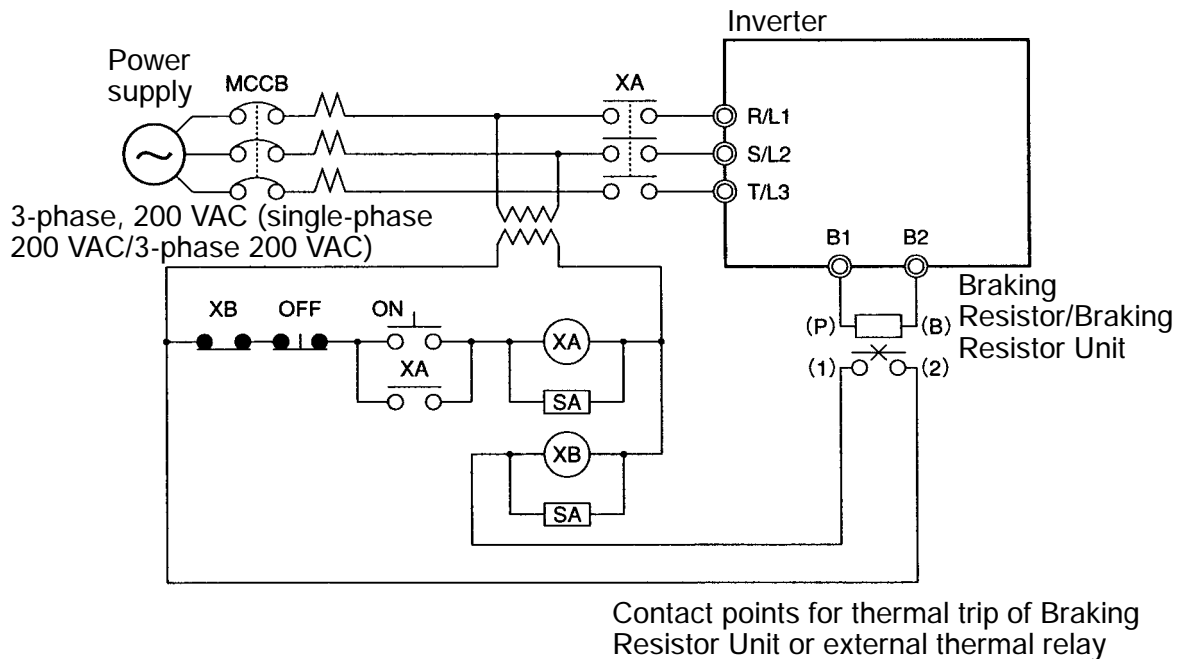 Inverter
Power
supply
MCCB
XA
R/L1
S/L2
T/L3
3-phase, 200 VAC (single-phase
200 VAC/3-phase 200 VAC)
B1
B2
Braking
Resistor/Braking
Resistor Unit
(P)
(B)
(1)
(2)
XB
OFF
ON
XA
XA
SA
XB
SA
Contact points for thermal trip of Braking
Resistor Unit or external thermal relay